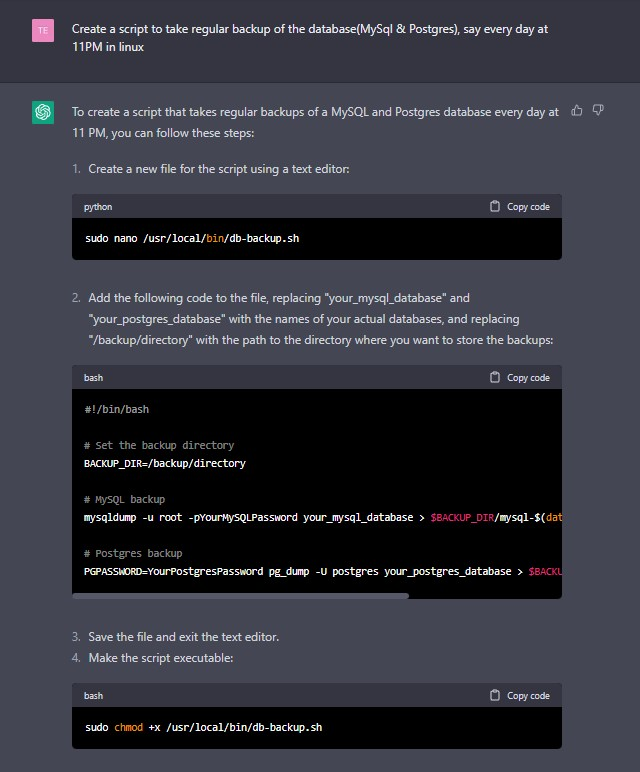 TE
Create a script to take regular backup of the database(MySql & Postgres), say every day at
11PM in linux
To create a script that takes regular backups of a MySQL and Postgres database every day at
11 PM, you can follow these steps:
1. Create a new file for the script using a text editor:
python
Copy code
sudo nano /usr/local/bin/db-backup.sh
2. Add the following code to the file, replacing "your_mysql_database" and
"your_postgres_database" with the names of your actual databases, and replacing
"/backup/directory" with the path to the directory where you want to store the backups:
bash
Copy code
#!/bin/bash
# Set the backup directory
BACKUP_DIR=/backup/directory
# MySQL backup
mysqldump -u root -pYourMySQLPassword your_mysql_database > $BACKUP_DIR/mysql-$(dat
# Postgres backup
PGPASSWORD=YourPostgresPassword pg_dump -U postgres your_postgres_database > $BACKU
3. Save the file and exit the text editor.
4. Make the script executable:
bash
Copy code
sudo chmod +x /usr/local/bin/db-backup.sh